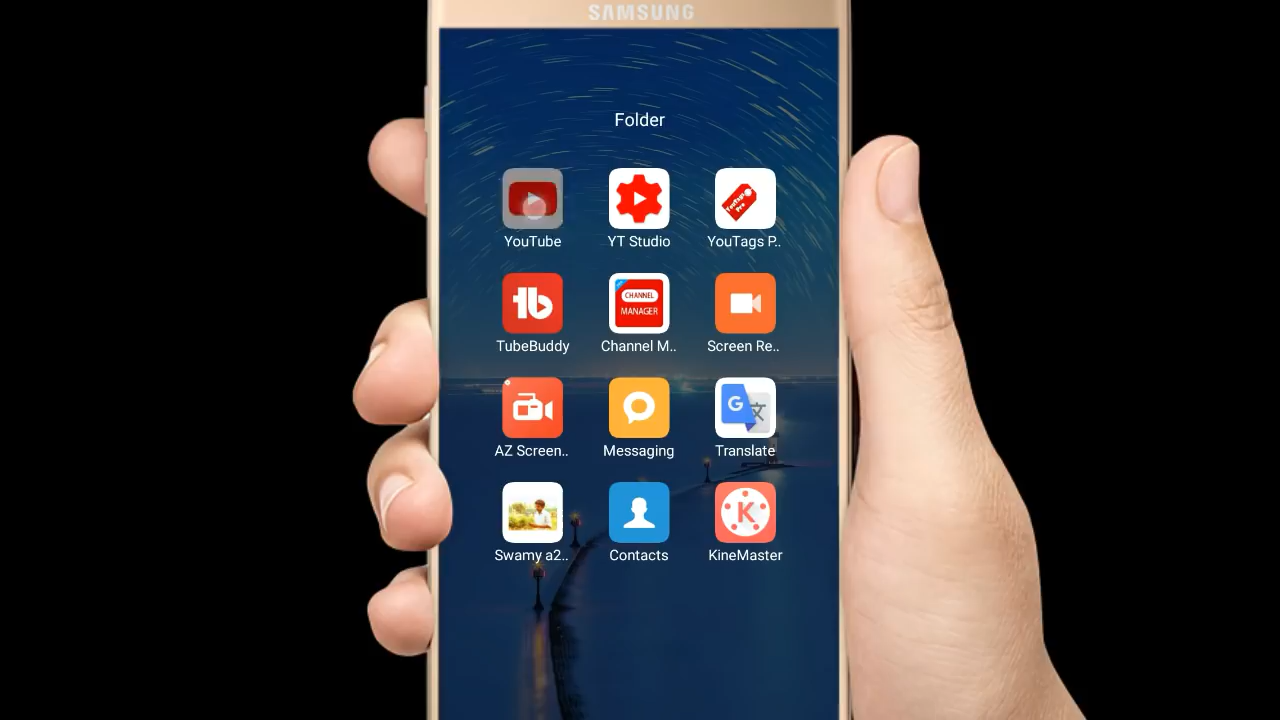 SAMSUNG
Folder
YouTube
YT Studio
YouTags P..
CHANNEL
MANAGER
TubeBuddy
Channel M..
Screen Re..
G 文
AZ Screen..
Messaging
Translate
K
Swamy a2..
Contacts
KineMaster